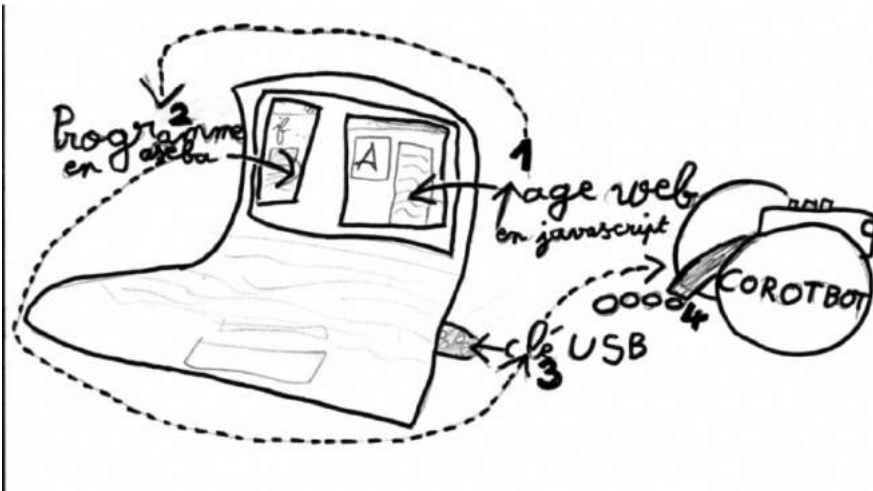 2
Programme
en aseba
A
1
page web
en javascript
COROTBOT
4
clé USB
3